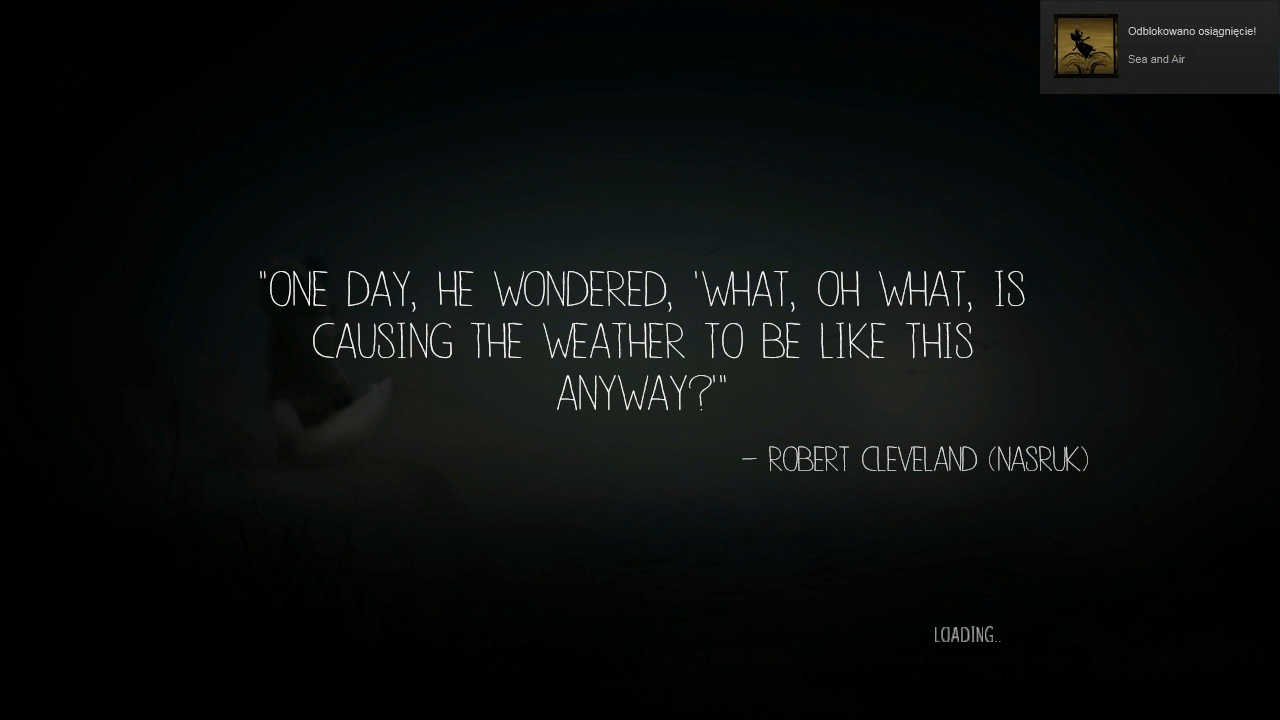 Odblokowano osiągnięcie!
Sea and Air
"ONE DAY, HE WONDERED, 'WHAT, OH WHAT, IS
CAUSING THE WEATHER TO BE LIKE THIS
ANYWAY?'"
- ROBERT CLEVELAND (NASRUK)
LOADING..